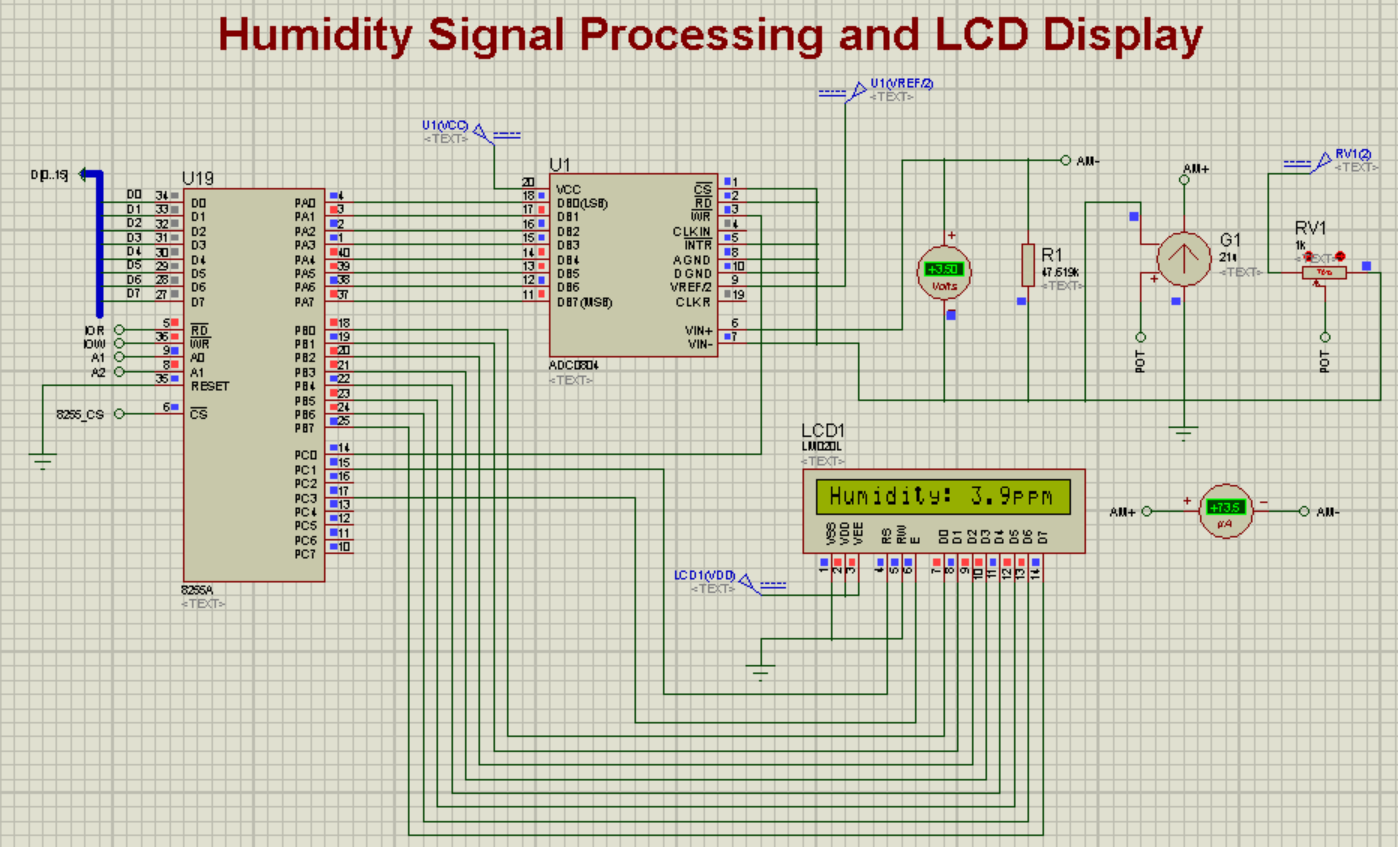 Humidity Signal Processing and LCD Display
U1(VREF/2)
<TEXT>
U1(VCC)
<TEXT>
D[0..15]
U19
D0 34 D0
D1 33 D1
D2 32 D2
D3 31 D3
D4 30 D4
D5 29 D5
D6 28 D6
D7 27 D7
IOR 5 RD
IOW 36 WR
A1 9 A0
A2 8 A1
35 RESET
8255_CS 6 CS
PA0 4
PA1 3
PA2 2
PA3 1
PA4 40
PA5 39
PA6 38
PA7 37
PB0 18
PB1 19
PB2 20
PB3 21
PB4 22
PB5 23
PB6 24
PB7 25
PC0 14
PC1 15
PC2 16
PC3 17
PC4 13
PC5 12
PC6 11
PC7 10
8255A
<TEXT>
U1
20 VCC
18 DB0(LSB)
17 DB1
16 DB2
15 DB3
14 DB4
13 DB5
12 DB6
11 DB7(MSB)
CS 1
RD 2
WR 3
CLKIN 4
INTR 5
AGND 8
DGND 10
VREF/2 9
CLKR 19
VIN+ 6
VIN- 7
ADC0804
<TEXT>
AM-
+3.50
Volts
R1
47.619k
<TEXT>
AM+
G1
<TEXT>
POT
RV1(2)
<TEXT>
RV1
1k
<TEXT>
POT
LCD1
LM020L
<TEXT>
Humidity: 3.9ppm
VSS VDD VEE RS RW E D0 D1 D2 D3 D4 D5 D6 D7
1 2 3 4 5 6 7 8 9 10 11 12 13 14
LCD1(VDD)
<TEXT>
AM+ +73.5 AM-
μA